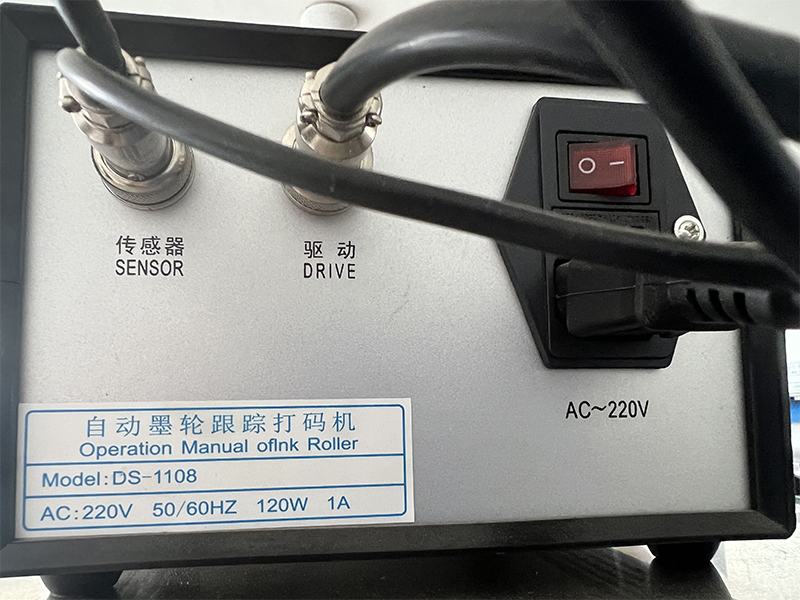 传感器
SENSOR
驱动
DRIVE
AC~220V
自动墨轮跟踪打码机
Operation Manual ofInk Roller
Model:DS-1108
AC:220V 50/60HZ 120W 1A